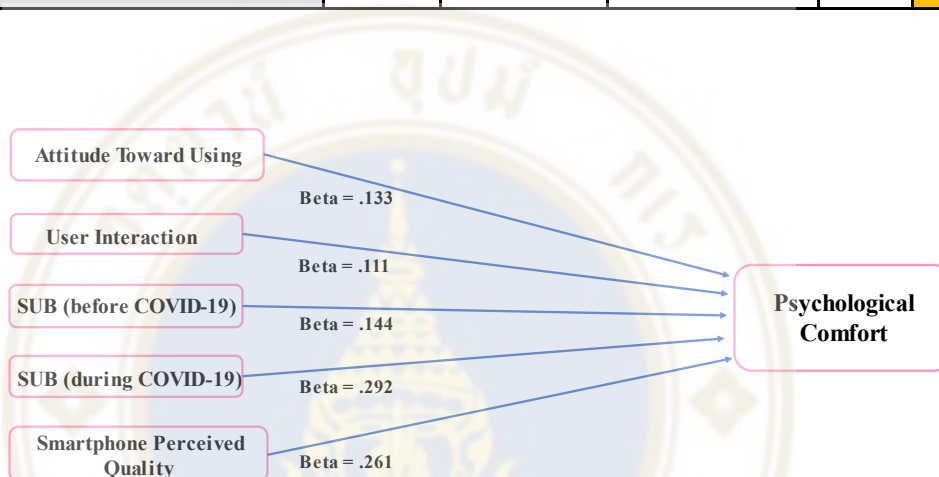 Attitude Toward Using
Beta = .133
User Interaction
Beta = .111
SUB (before COVID-19)
Beta = .144
Psychological
Comfort
SUB (during COVID-19)
Beta = .292
Smartphone Perceived
Quality
Beta = .261